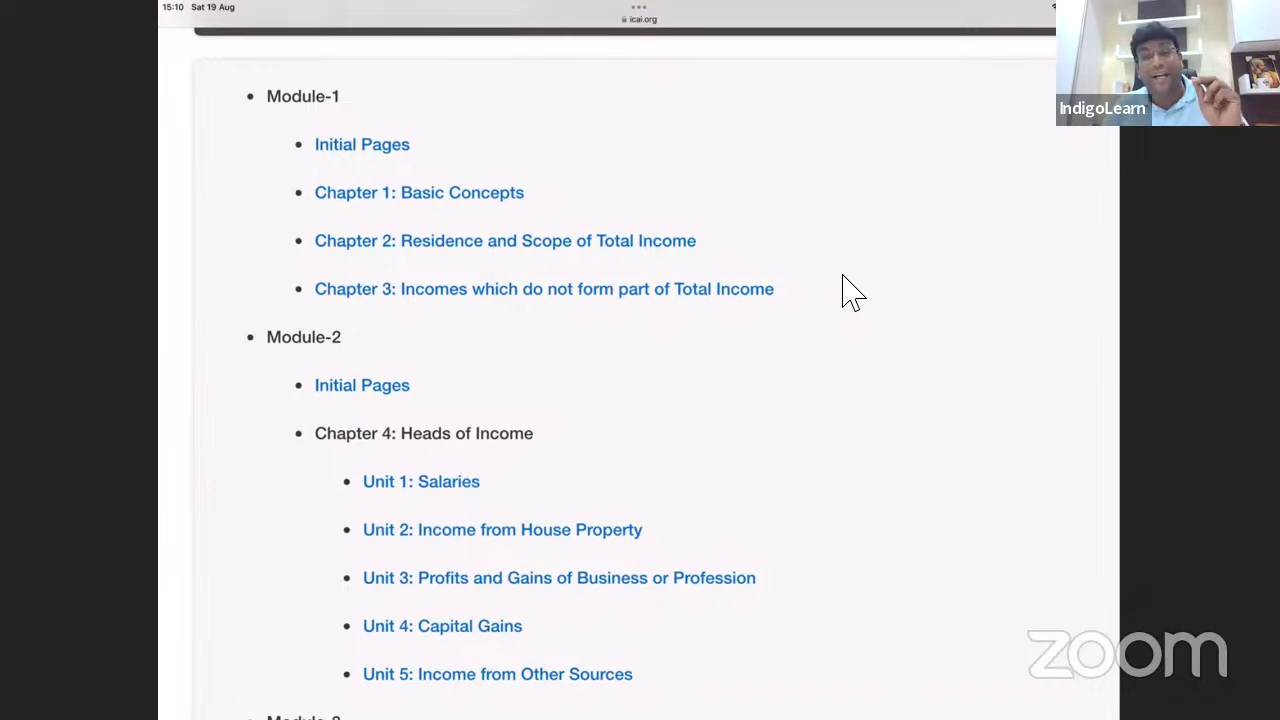 15:10 Sat 19 Aug
icai.org
IndigoLearn
Module-1
Initial Pages
Chapter 1: Basic Concepts
Chapter 2: Residence and Scope of Total Income
Chapter 3: Incomes which do not form part of Total Income
Module-2
Initial Pages
Chapter 4: Heads of Income
Unit 1: Salaries
Unit 2: Income from House Property
Unit 3: Profits and Gains of Business or Profession
Unit 4: Capital Gains
Unit 5: Income from Other Sources
zoom